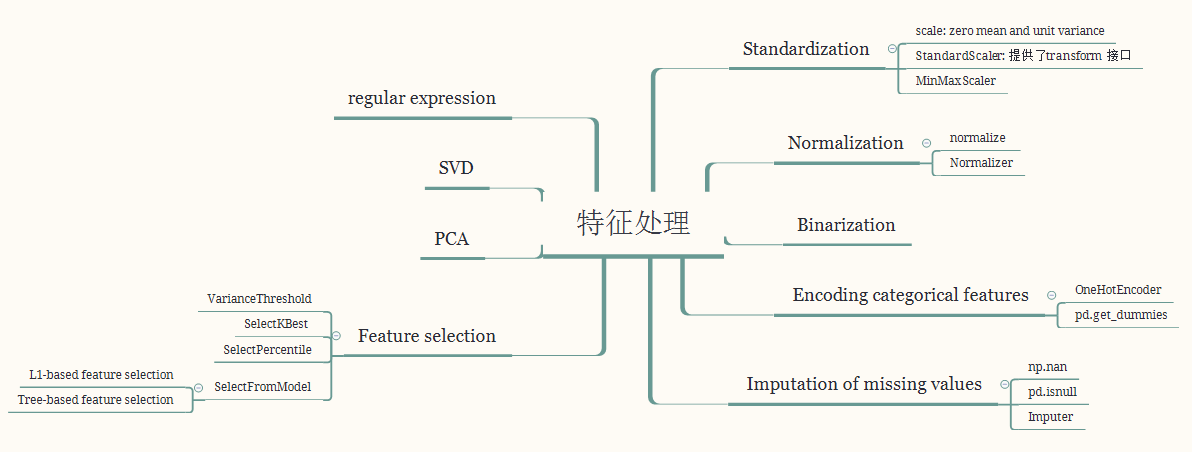 特征处理
Standardization
scale: zero mean and unit variance
StandardScaler: 提供了transform 接口
MinMaxScaler
Normalization
normalize
Normalizer
Binarization
Encoding categorical features
OneHotEncoder
pd.get_dummies
Imputation of missing values
np.nan
pd.isnull
Imputer
regular expression
SVD
PCA
Feature selection
VarianceThreshold
SelectKBest
SelectPercentile
SelectFromModel
L1-based feature selection
Tree-based feature selection